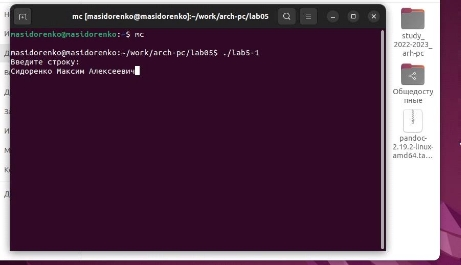 mc [masidorenko@masidorenko]:~/work/arch-pc/lab05
masidorenko@masidorenko:~$ mc
masidorenko@masidorenko:~/work/arch-pc/lab05$ ./lab5-1
Введите строку:
Сидоренко Максим Алексеевич
study_
2022-2023_
arh-pc
Общедосту
пные
pandoc-
2.19.2-linux-
amd64.ta...